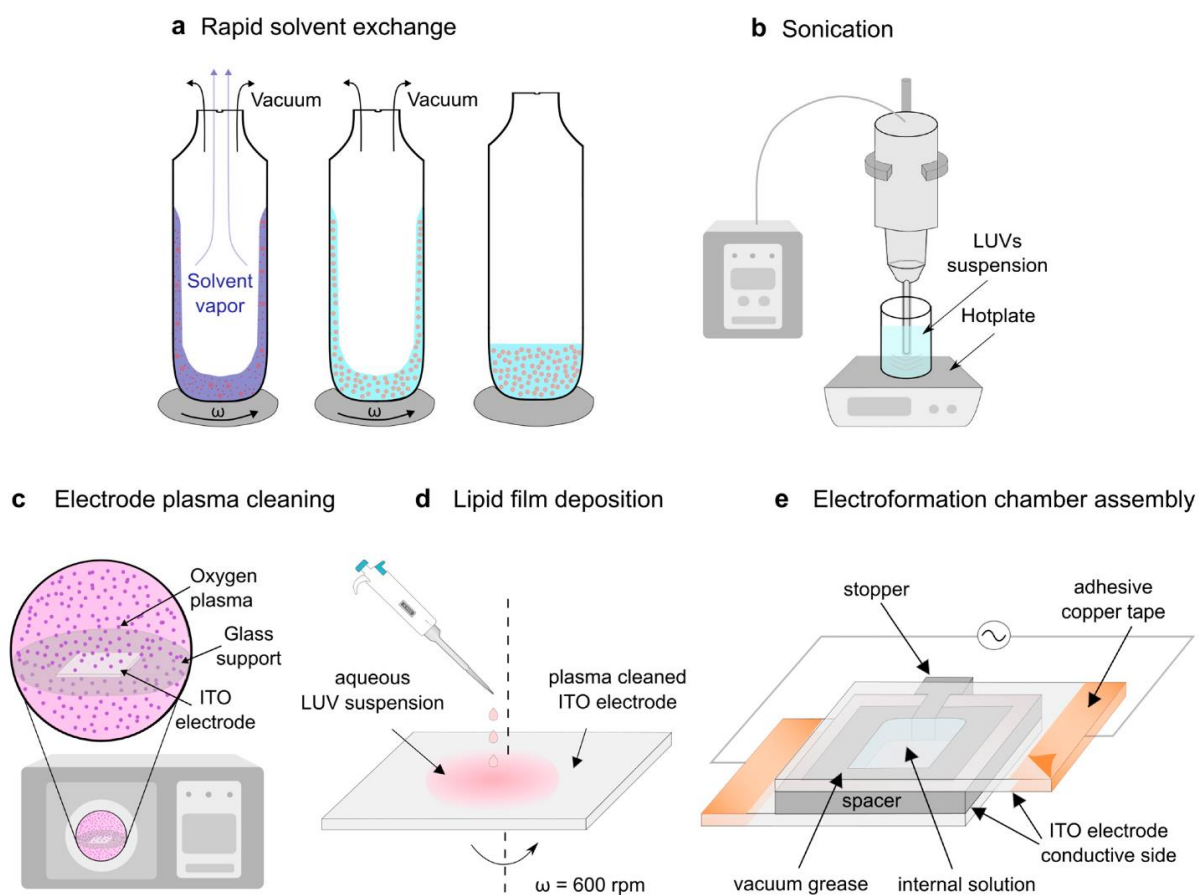 a Rapid solvent exchange
Vacuum
Vacuum
Solvent
vapor
ω
ω
b Sonication
LUVs
suspension
Hotplate
c Electrode plasma cleaning
Oxygen
plasma
Glass
support
ITO
electrode
d Lipid film deposition
aqueous
LUV suspension
plasma cleaned
ITO electrode
ω = 600 rpm
e Electroformation chamber assembly
stopper
adhesive
copper tape
spacer
ITO electrode
conductive side
vacuum grease
internal solution